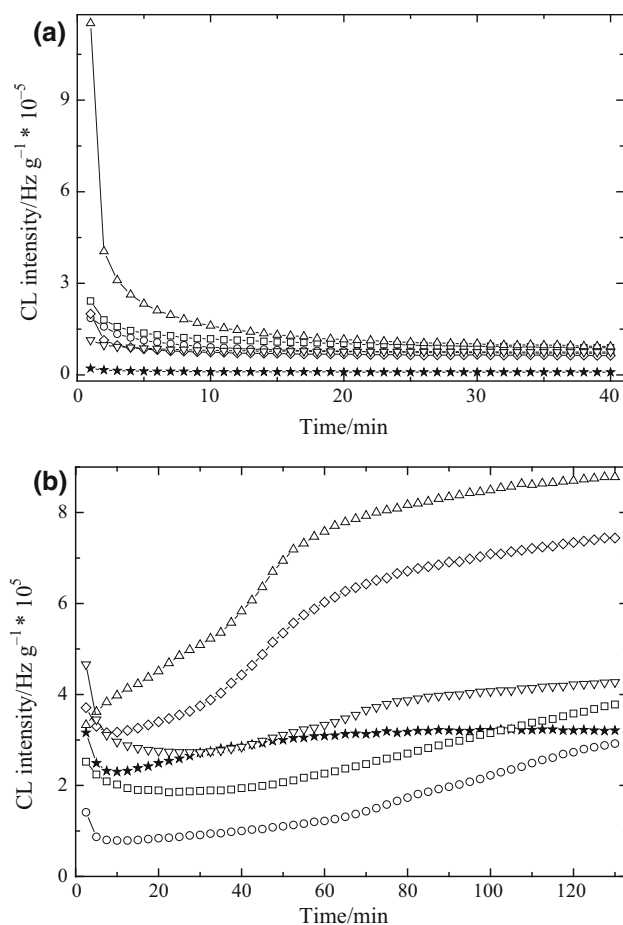 (a)
9
6
3
0
CL intensity/Hz g⁻¹ * 10⁻⁵
0 10 20 30 40
Time/min
(b)
8
6
4
2
0
CL intensity/Hz g⁻¹ * 10⁵
0 20 40 60 80 100 120
Time/min